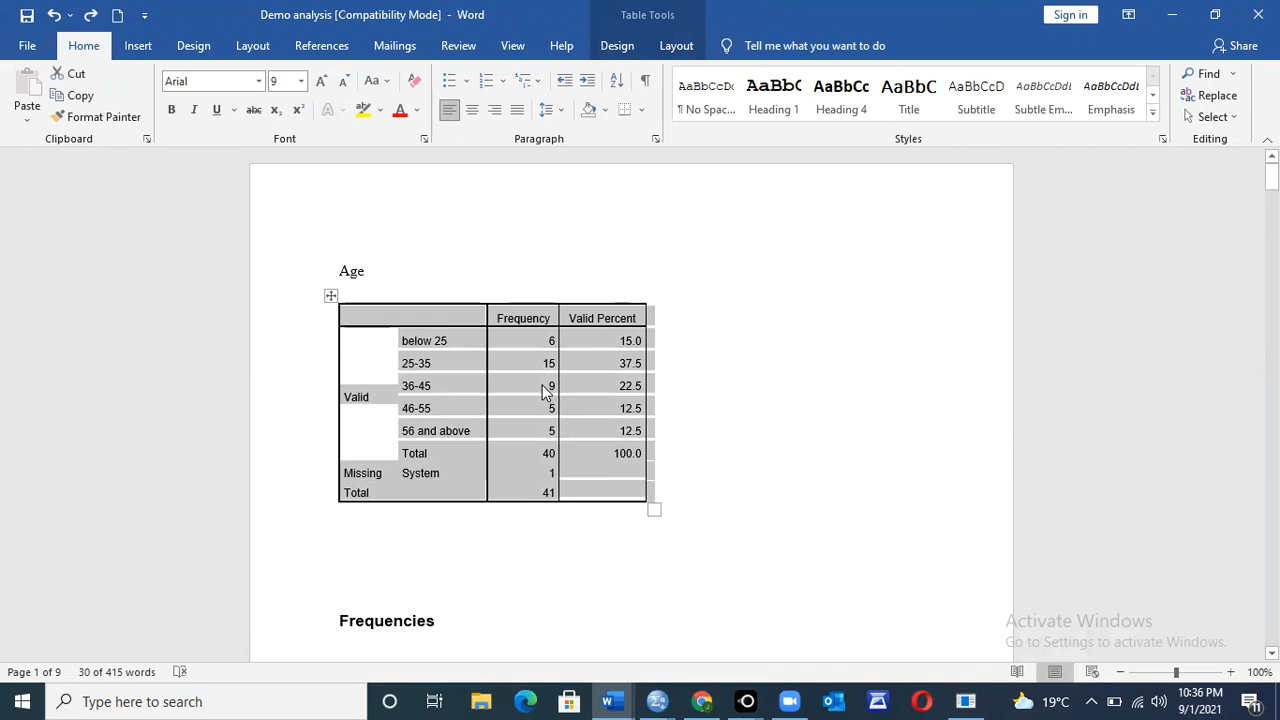 Demo analysis [Compatibility Mode] - Word
Table Tools
Sign in
File Home Insert Design Layout References Mailings Review View Help Design Layout Tell me what you want to do Share
Paste
Cut
Copy
Format Painter
Clipboard
Arial 9
Font
Paragraph
AaBbCcDc AaBbC AaBbCc AaBbC AaBbCcD AaBbCcDdI AaBbCcDdI
¶ No Spac... Heading 1 Heading 4 Title Subtitle Subtle Em... Emphasis
Styles
Find
Replace
Select
Editing
Age
Frequency Valid Percent
below 25 6 15.0
25-35 15 37.5
36-45 9 22.5
Valid
46-55 5 12.5
56 and above 5 12.5
Total 40 100.0
Missing System 1
Total 41
Frequencies
Activate Windows
Go to Settings to activate Windows.
Page 1 of 9 30 of 415 words 100%
Type here to search
19°C
10:36 PM
9/1/2021
11